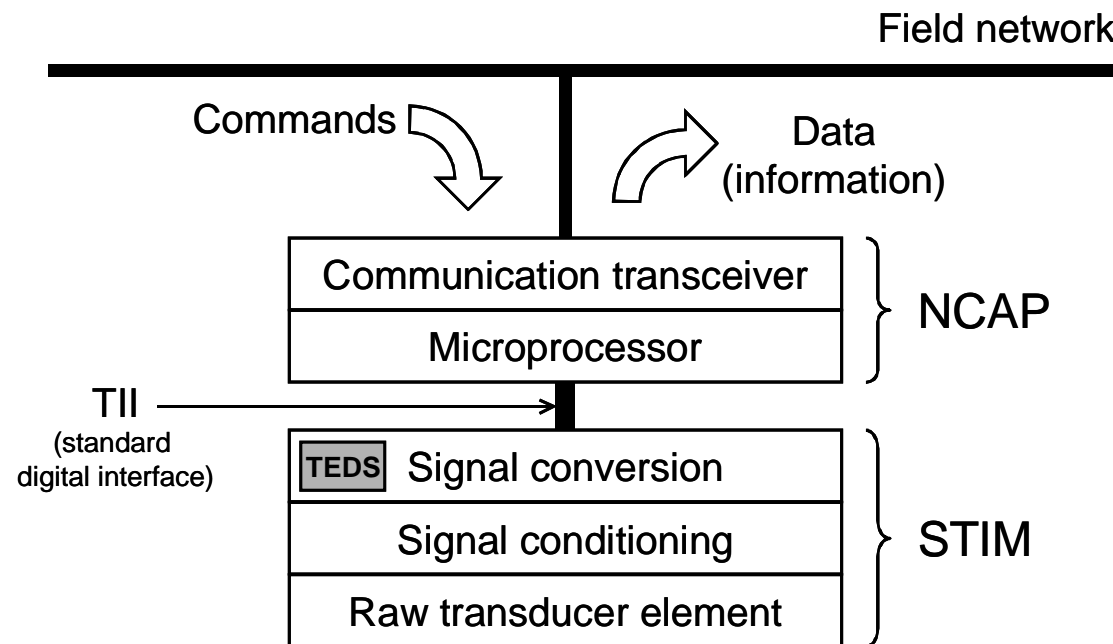 Field network
Commands
Data
(information)
Communication transceiver
NCAP
Microprocessor
TII
(standard
digital interface)
TEDS Signal conversion
Signal conditioning
STIM
Raw transducer element